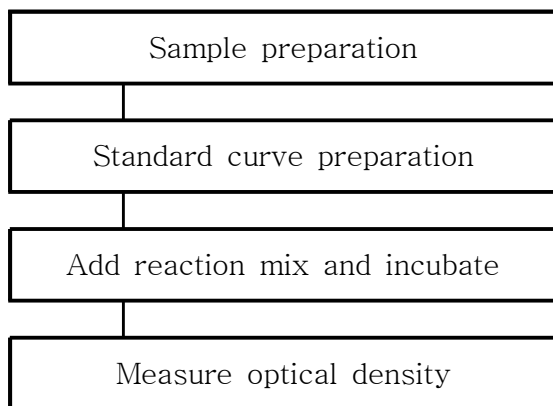 Sample preparation
Standard curve preparation
Add reaction mix and incubate
Measure optical density